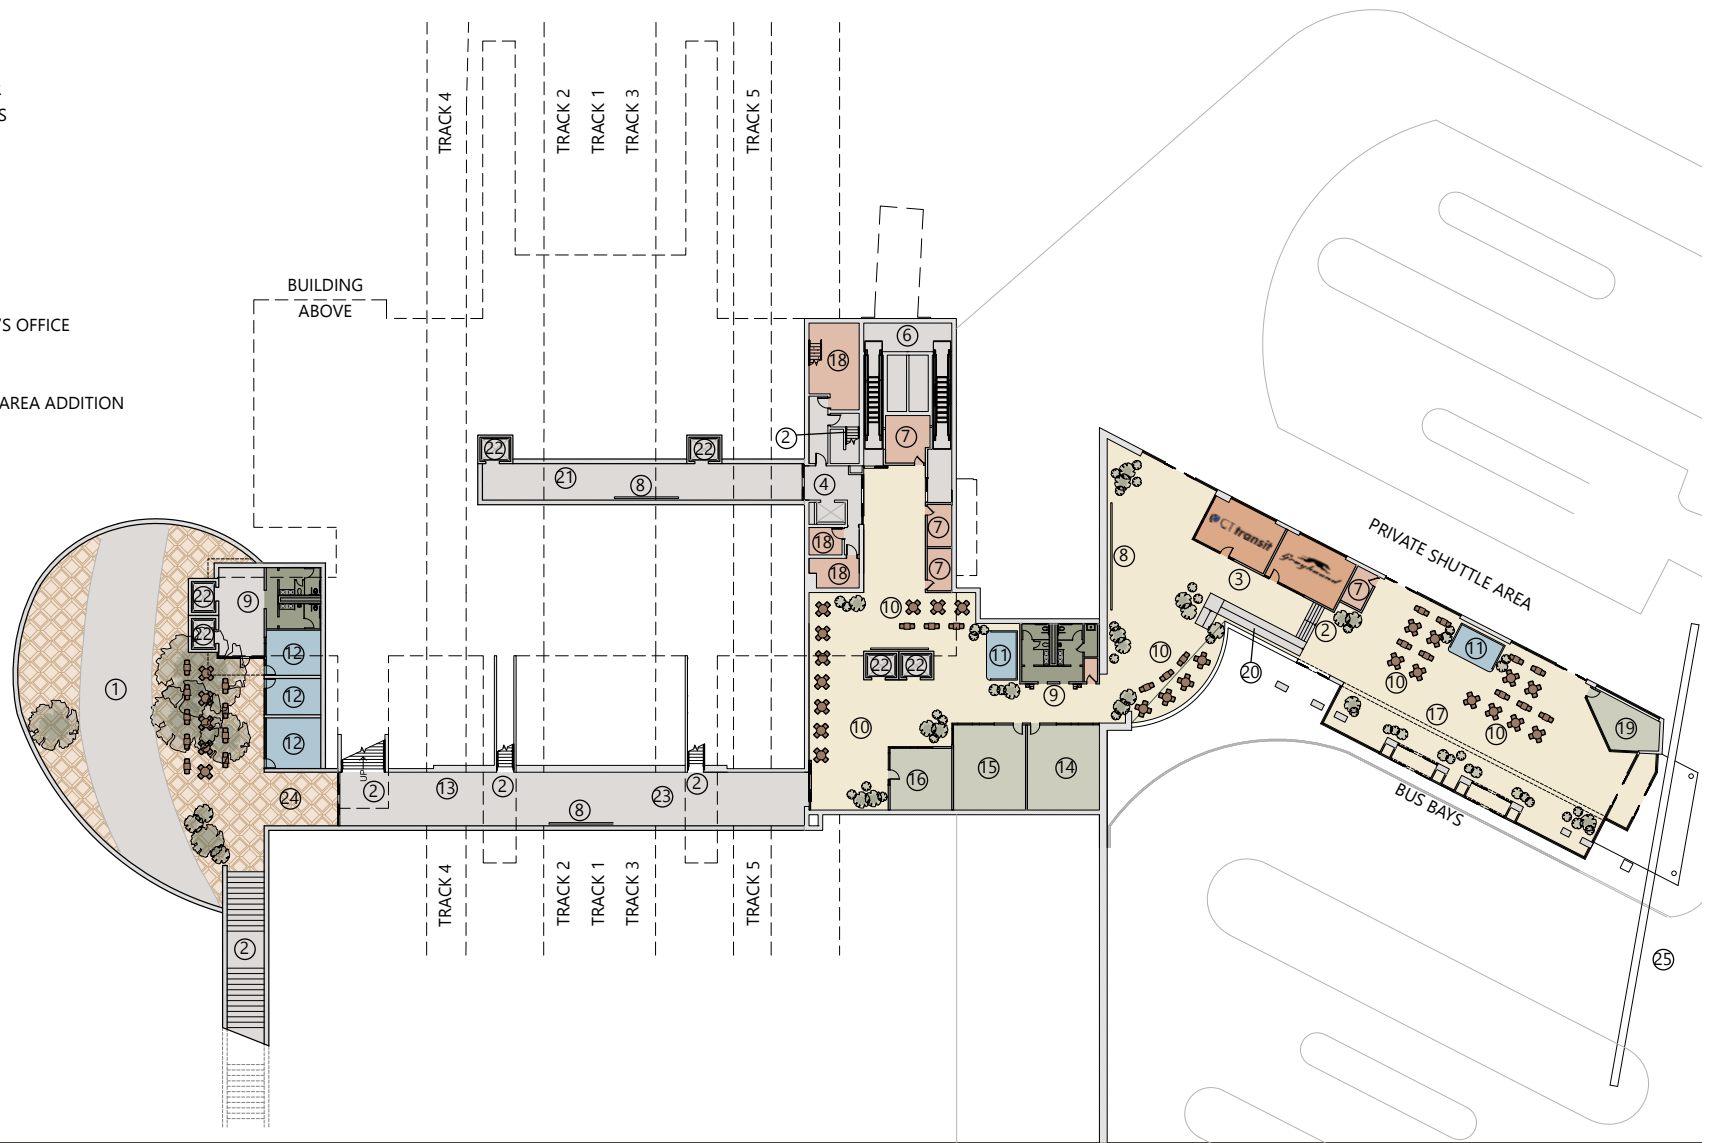 S
TRACK 4
TRACK 2
TRACK 1
TRACK 3
TRACK 5
BUILDING
ABOVE
'S OFFICE
AREA ADDITION
6
18
7
2
22
22
21
8
4
18
18
7
7
8
CTtransit
Greyhound
3
7
2
PRIVATE SHUTTLE AREA
22
22
9
12
12
12
1
10
10
22
22
11
9
10
20
11
10
17
10
19
24
2
13
2
8
23
2
16
15
14
UP
BUS BAYS
TRACK 4
TRACK 2
TRACK 1
TRACK 3
TRACK 5
2
25